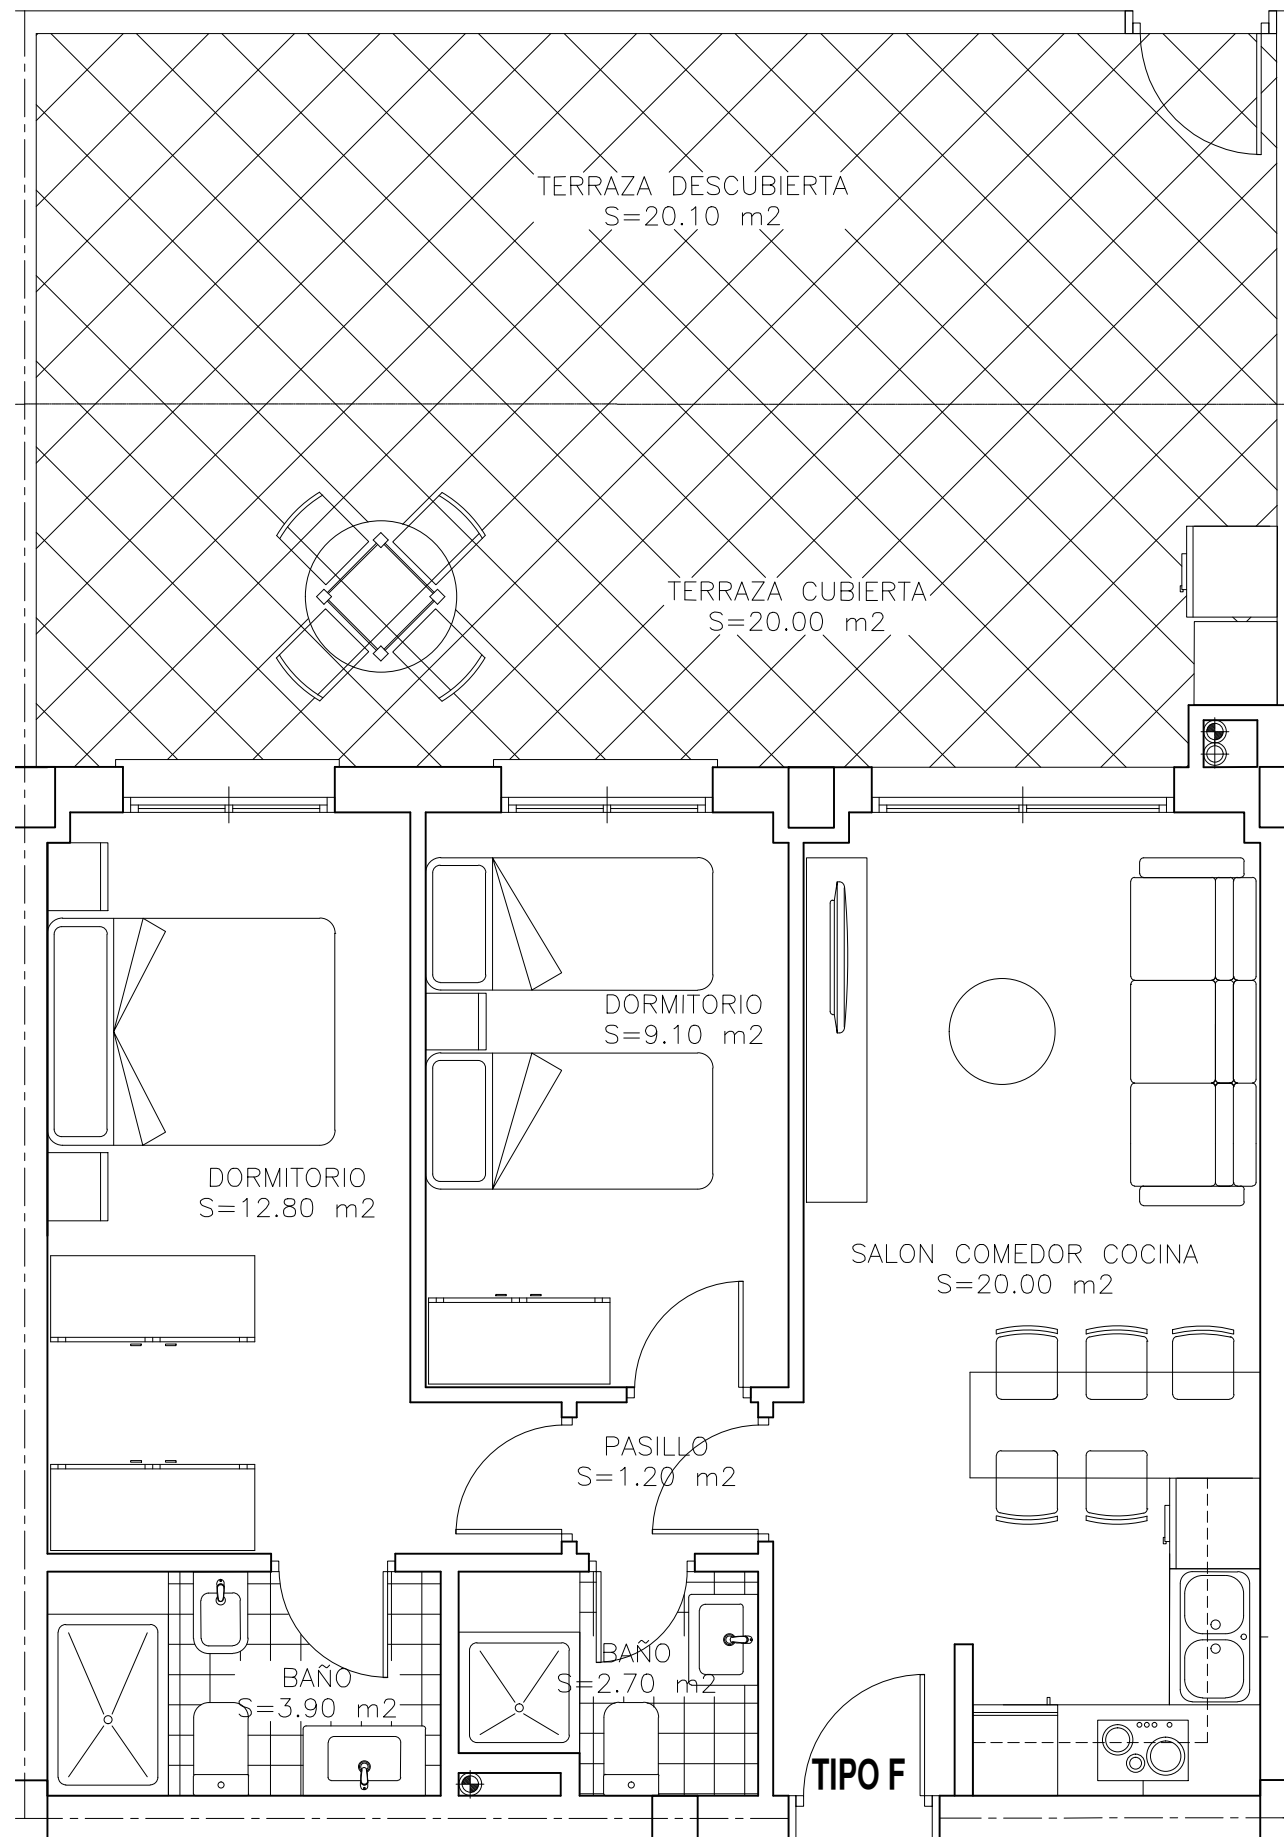 TERRAZA DESCUBIERTA
S=20.10 m2
TERRAZA CUBIERTA
S=20.00 m2
DORMITORIO
S=9.10 m2
DORMITORIO
S=12.80 m2
SALON COMEDOR COCINA
S=20.00 m2
PASILLO
S=1.20 m2
BAÑO
S=2.70 m2
BAÑO
S=3.90 m2
TIPO F